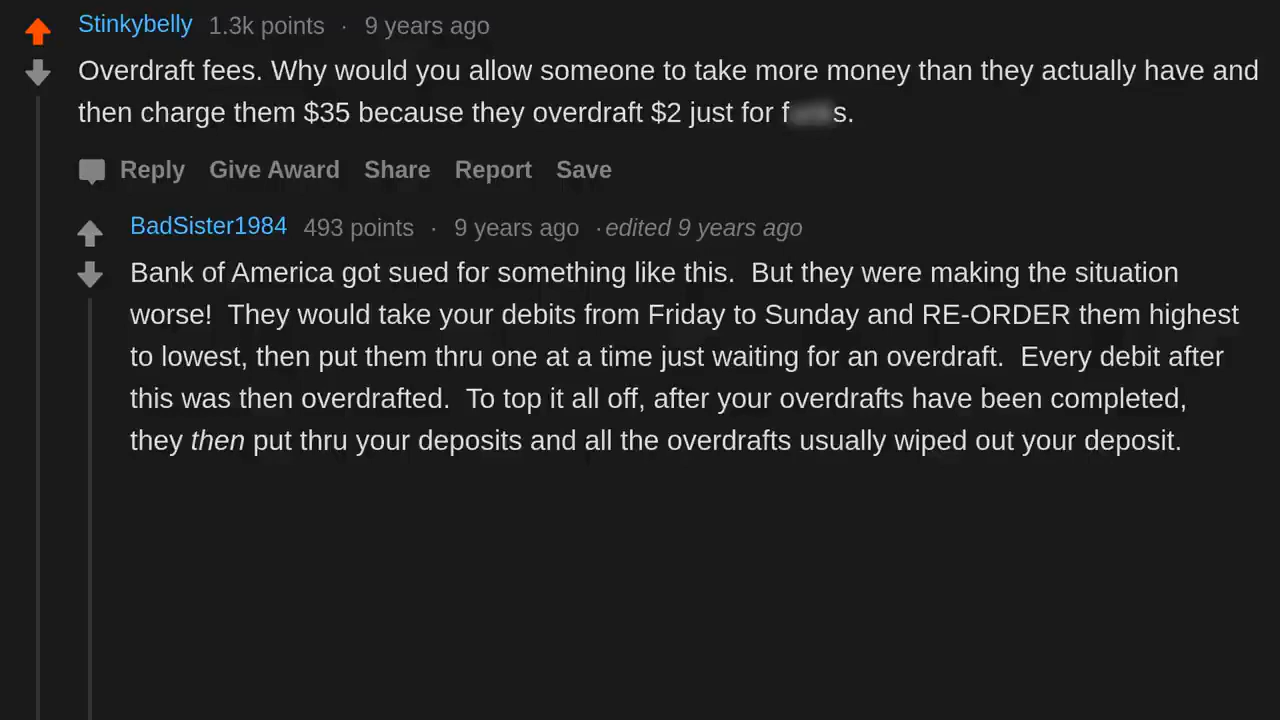 Stinkybelly 1.3k points · 9 years ago
Overdraft fees. Why would you allow someone to take more money than they actually have and
then charge them $35 because they overdraft $2 just for
Reply Give Award Share Report Save
BadSister1984 493 points · 9 years ago · edited 9 years ago
Bank of America got sued for something like this.  But they were making the situation
worse!  They would take your debits from Friday to Sunday and RE-ORDER them highest
to lowest, then put them thru one at a time just waiting for an overdraft.  Every debit after
this was then overdrafted.  To top it all off, after your overdrafts have been completed,
they then put thru your deposits and all the overdrafts usually wiped out your deposit.